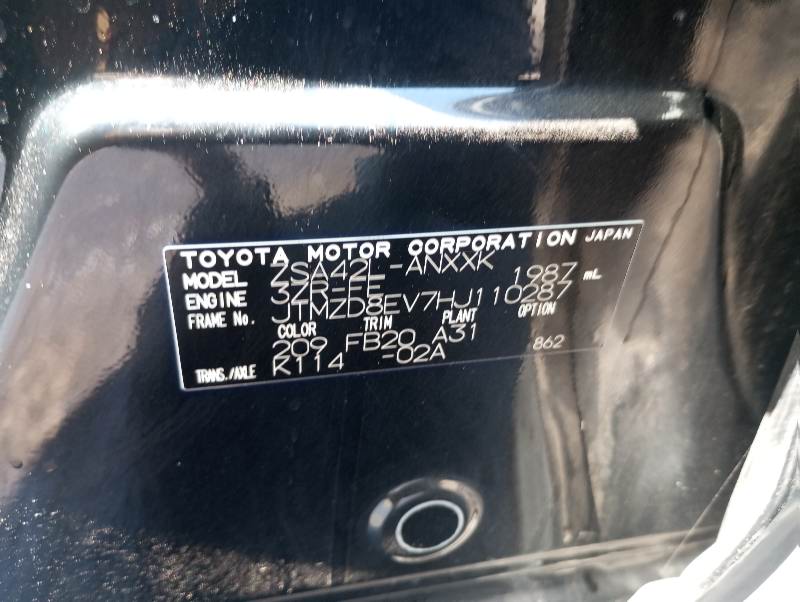 TOYOTA MOTOR CORPORATION JAPAN
MODEL ZSA42L-ANXXK
ENGINE 3ZR-FE 1987 mL
FRAME No. JTMZD8EV7HJ110287
COLOR TRIM PLANT OPTION
209 FB20 A31
TRANS./AXLE K114 -02A 862